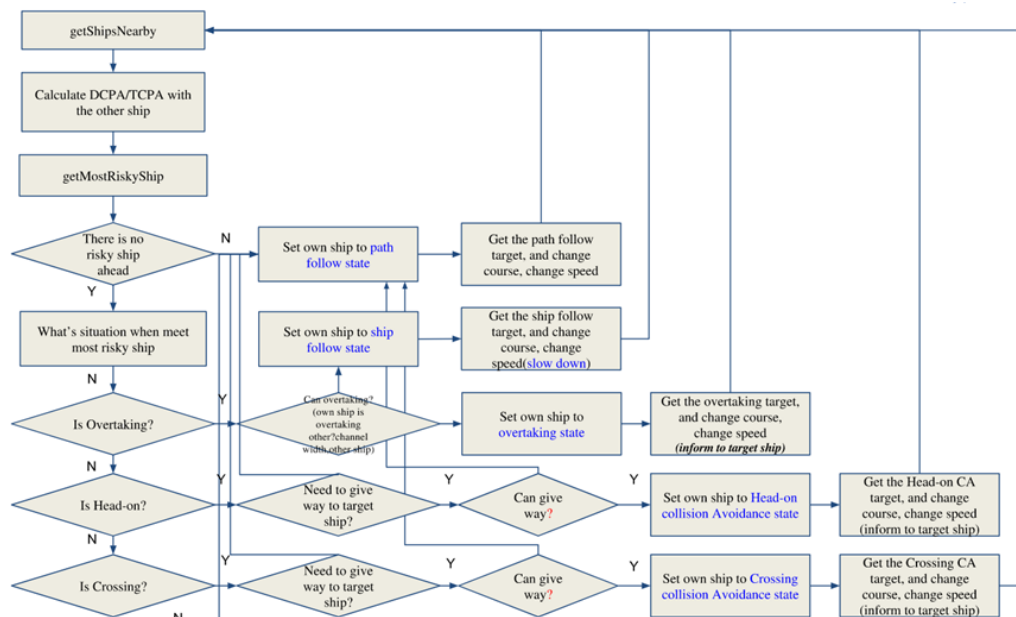 getShipsNearby
Calculate DCPA/TCPA with
the other ship
getMostRiskyShip
There is no
risky ship
ahead
N
Set own ship to path
follow state
Get the path follow
target, and change
course, change speed
Y
What's situation when meet
most risky ship
Set own ship to ship
follow state
Get the ship follow
target, and change
course, change
speed(slow down)
N
Is Overtaking?
Y
Can overtaking?
(own ship is
overtaking
other?channel
width,other ship)
Set own ship to
overtaking state
Get the overtaking target,
and change course,
change speed
(inform to target ship)
N
Is Head-on?
Y
Need to give
way to target
ship?
Y
Can give
way?
Y
Set own ship to Head-on
collision Avoidance state
Get the Head-on CA
target, and change
course, change speed
(inform to target ship)
N
Is Crossing?
Y
Need to give
way to target
ship?
Y
Can give
way?
Y
Set own ship to Crossing
collision Avoidance state
Get the Crossing CA
target, and change
course, change speed
(inform to target ship)
N